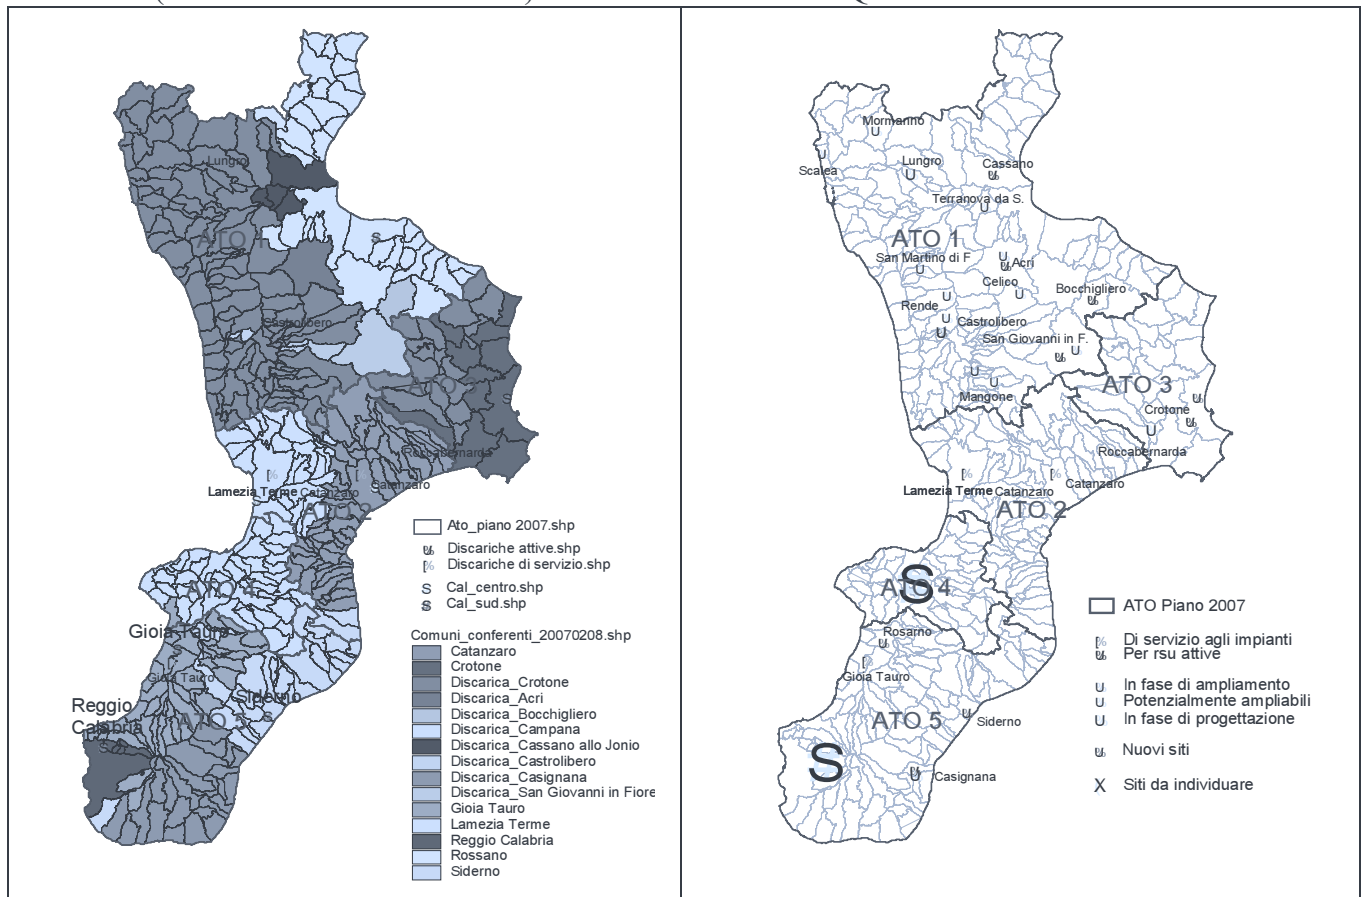 Lungro
ATO 1
S
Castrolibero
ATO 3
Roccabernarda
Lamezia Terme
Catanzaro
Catanzaro
ATO 2
ATO 4
Gioia Tauro
Gioia Tauro
Siderno
Reggio
Calabria
ATO 5
Ato_piano 2007.shp
Discariche attive.shp
Discariche di servizio.shp
S Cal_centro.shp
S Cal_sud.shp
Comuni_conferenti_20070208.shp
Catanzaro
Crotone
Discarica_Crotone
Discarica_Acri
Discarica_Bocchigliero
Discarica_Campana
Discarica_Cassano allo Jonio
Discarica_Castrolibero
Discarica_Casignana
Discarica_San Giovanni in Fiore
Gioia Tauro
Lamezia Terme
Reggio Calabria
Rossano
Siderno
Mormanno
Scalea
Lungro
Cassano
Terranova da S.
ATO 1
San Martino di F
Acri
Celico
Bocchigliero
Rende
Castrolibero
San Giovanni in F.
ATO 3
Mangone
Crotone
Roccabernarda
Lamezia Terme
Catanzaro
Catanzaro
ATO 2
S
ATO 4
Rosarno
Gioia Tauro
ATO 5
Siderno
S
Casignana
ATO Piano 2007
Di servizio agli impianti
Per rsu attive
U In fase di ampliamento
U Potenzialmente ampliabili
U In fase di progettazione
Nuovi siti
X Siti da individuare